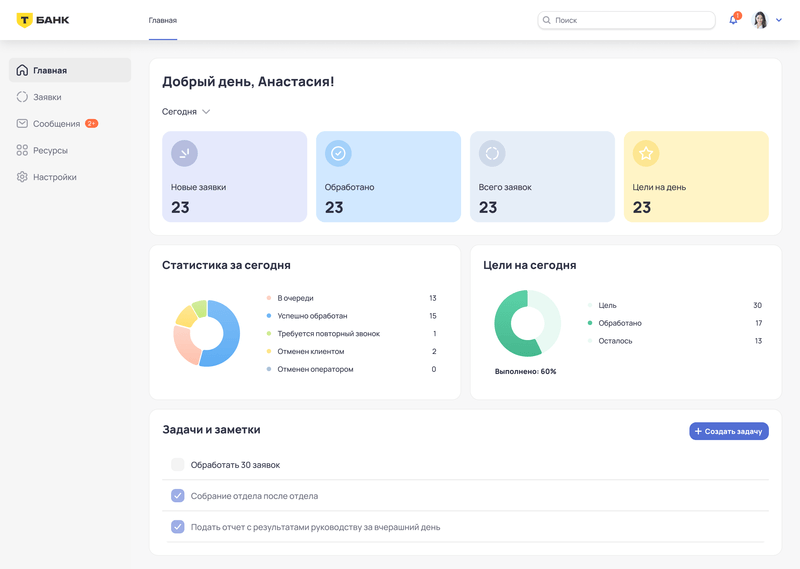 Т БАНК
Главная
Поиск
1
Главная
Заявки
Сообщения 2+
Ресурсы
Настройки
Добрый день, Анастасия!
Сегодня
Новые заявки
23
Обработано
23
Всего заявок
23
Цели на день
23
Статистика за сегодня
В очереди 13
Успешно обработан 15
Требуется повторный звонок 1
Отменен клиентом 2
Отменен оператором 0
Цели на сегодня
Цель 30
Обработано 17
Осталось 13
Выполнено: 60%
Задачи и заметки
+ Создать задачу
Обработать 30 заявок
Собрание отдела после отдела
Подать отчет с результатами руководству за вчерашний день